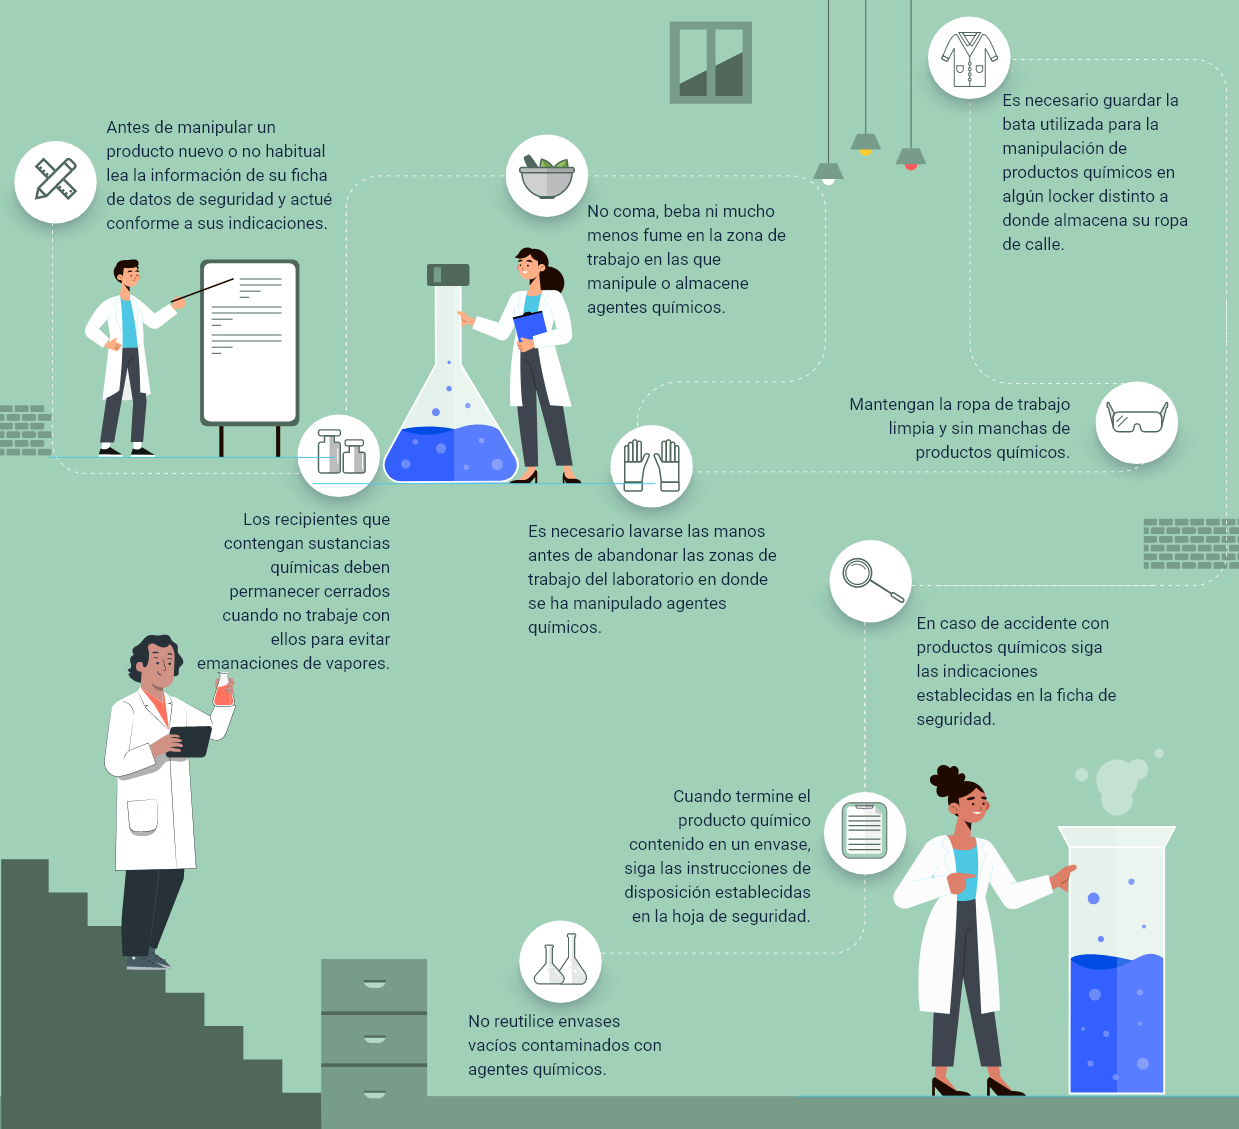 Antes de manipular un
producto nuevo o no habitual
lea la información de su ficha
de datos de seguridad y actué
conforme a sus indicaciones.
Los recipientes que
contengan sustancias
químicas deben
permanecer cerrados
cuando no trabaje con
ellos para evitar
emanaciones de vapores.
No coma, beba ni mucho
menos fume en la zona de
trabajo en las que
manipule o almacene
agentes químicos.
Es necesario lavarse las manos
antes de abandonar las zonas de
trabajo del laboratorio en donde
se ha manipulado agentes
químicos.
Mantengan la ropa de trabajo
limpia y sin manchas de
productos químicos.
Es necesario guardar la
bata utilizada para la
manipulación de
productos químicos en
algún locker distinto a
donde almacena su ropa
de calle.
En caso de accidente con
productos químicos siga
las indicaciones
establecidas en la ficha de
seguridad.
Cuando termine el
producto químico
contenido en un envase,
siga las instrucciones de
disposición establecidas
en la hoja de seguridad.
No reutilice envases
vacíos contaminados con
agentes químicos.